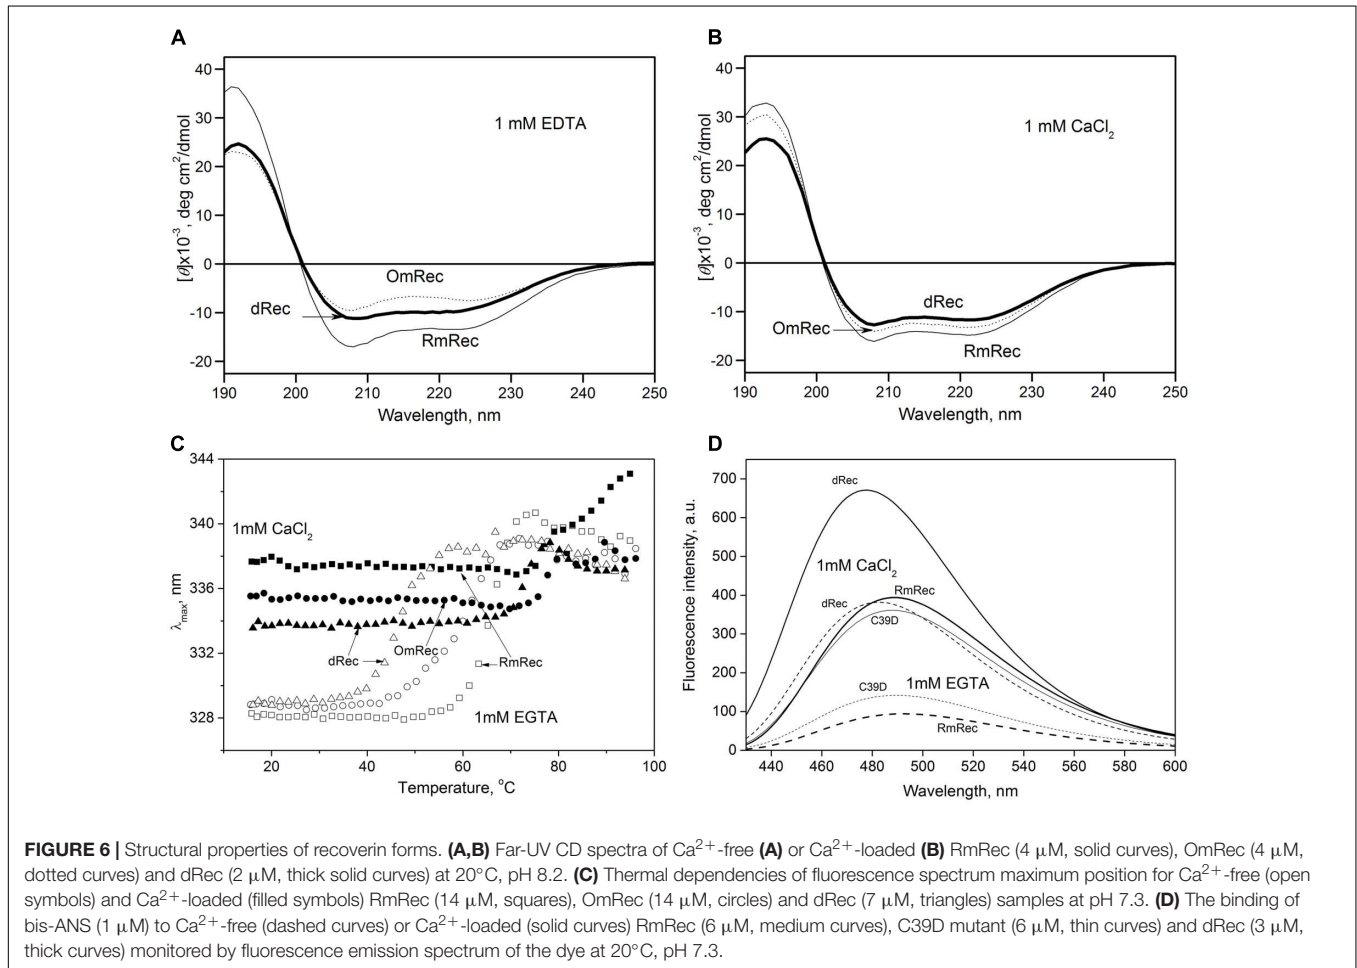 A
40
30
20
10
0
-10
-20
[θ]x10⁻³, deg cm²/dmol
1 mM EDTA
OmRec
dRec
RmRec
190 200 210 220 230 240 250
Wavelength, nm
B
40
30
20
10
0
-10
-20
[θ]x10⁻³, deg cm²/dmol
1 mM CaCl₂
dRec
OmRec
RmRec
190 200 210 220 230 240 250
Wavelength, nm
C
344
340
336
332
328
λmax, nm
1mM CaCl₂
dRec
OmRec
RmRec
1mM EGTA
20 40 60 80 100
Temperature, °C
D
700
600
500
400
300
200
100
0
Fluorescence intensity, a.u.
dRec
1mM CaCl₂
RmRec
dRec
C39D
1mM EGTA
C39D
RmRec
440 460 480 500 520 540 560 580 600
Wavelength, nm
FIGURE 6 | Structural properties of recoverin forms. (A,B) Far-UV CD spectra of Ca²⁺-free (A) or Ca²⁺-loaded (B) RmRec (4 μM, solid curves), OmRec (4 μM,
dotted curves) and dRec (2 μM, thick solid curves) at 20°C, pH 8.2. (C) Thermal dependencies of fluorescence spectrum maximum position for Ca²⁺-free (open
symbols) and Ca²⁺-loaded (filled symbols) RmRec (14 μM, squares), OmRec (14 μM, circles) and dRec (7 μM, triangles) samples at pH 7.3. (D) The binding of
bis-ANS (1 μM) to Ca²⁺-free (dashed curves) or Ca²⁺-loaded (solid curves) RmRec (6 μM, medium curves), C39D mutant (6 μM, thin curves) and dRec (3 μM,
thick curves) monitored by fluorescence emission spectrum of the dye at 20°C, pH 7.3.